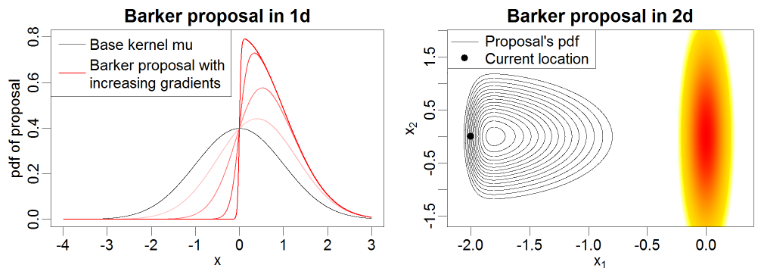 Barker proposal in 1d
Base kernel mu
Barker proposal with
increasing gradients
pdf of proposal
0.0 0.2 0.4 0.6 0.8
-4 -3 -2 -1 0 1 2 3
x
Barker proposal in 2d
Proposal's pdf
Current location
x2
-1.5 -0.5 0.5 1.5
-2.0 -1.5 -1.0 -0.5 0.0
x1